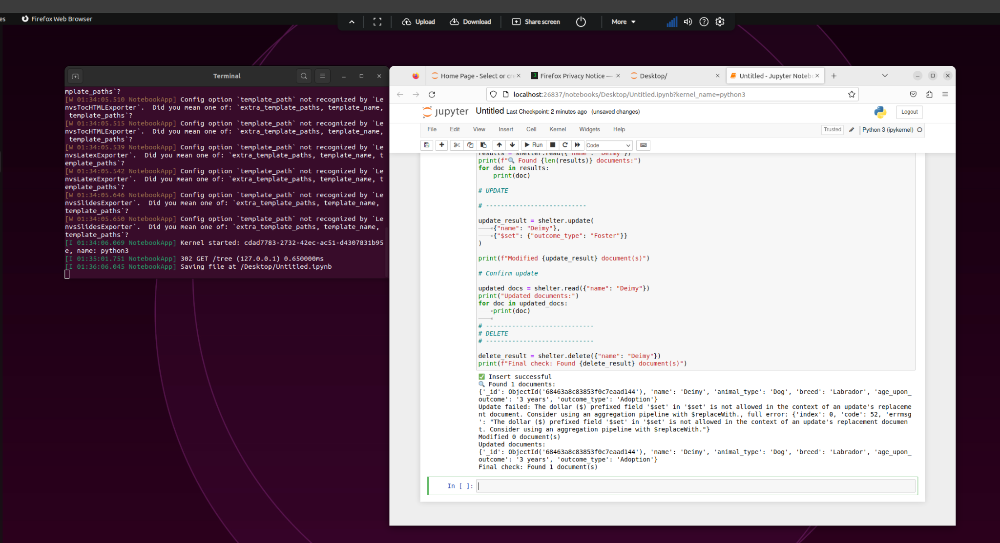 es
Firefox Web Browser
Upload
Download
Share screen
More
Terminal
mplate_paths`?
[W 01:34:05.510 NotebookApp] Config option `template_path` not recognized by `Le
nvsTocHTMLExporter`.  Did you mean one of: `extra_template_paths, template_name,
 template_paths`?
[W 01:34:05.515 NotebookApp] Config option `template_path` not recognized by `Le
nvsTocHTMLExporter`.  Did you mean one of: `extra_template_paths, template_name,
 template_paths`?
[W 01:34:05.539 NotebookApp] Config option `template_path` not recognized by `Le
nvsLatexExporter`.  Did you mean one of: `extra_template_paths, template_name, t
emplate_paths`?
[W 01:34:05.542 NotebookApp] Config option `template_path` not recognized by `Le
nvsLatexExporter`.  Did you mean one of: `extra_template_paths, template_name, t
emplate_paths`?
[W 01:34:05.646 NotebookApp] Config option `template_path` not recognized by `Le
nvsSlidesExporter`.  Did you mean one of: `extra_template_paths, template_name,
template_paths`?
[W 01:34:05.650 NotebookApp] Config option `template_path` not recognized by `Le
nvsSlidesExporter`.  Did you mean one of: `extra_template_paths, template_name,
template_paths`?
[I 01:34:06.069 NotebookApp] Kernel started: cdad7783-2732-42ec-ac51-d4307831b95
e, name: python3
[I 01:35:01.751 NotebookApp] 302 GET /tree (127.0.0.1) 0.650000ms
[I 01:36:06.045 NotebookApp] Saving file at /Desktop/Untitled.ipynb
Home Page - Select or cre
Firefox Privacy Notice —
Desktop/
Untitled - Jupyter Notebo
localhost:26837/notebooks/Desktop/Untitled.ipynb?kernel_name=python3
jupyter Untitled Last Checkpoint: 2 minutes ago (unsaved changes)
Logout
File Edit View Insert Cell Kernel Widgets Help
Trusted
Python 3 (ipykernel)
Run
Code
results = shelter.read({"name": "Deimy"})
print(f"🔍 Found {len(results)} documents:")
for doc in results:
    print(doc)
# UPDATE
# ---------------------------
update_result = shelter.update(
    {"name": "Deimy"},
    {"$set": {"outcome_type": "Foster"}}
)
print(f"Modified {update_result} document(s)")
# Confirm update
updated_docs = shelter.read({"name": "Deimy"})
print("Updated documents:")
for doc in updated_docs:
    print(doc)
# -----------------------------
# DELETE
# -----------------------------
delete_result = shelter.delete({"name": "Deimy"})
print(f"Final check: Found {delete_result} document(s)")
✅ Insert successful
🔍 Found 1 documents:
{'_id': ObjectId('68463a8c83853f0c7eaad144'), 'name': 'Deimy', 'animal_type': 'Dog', 'breed': 'Labrador', 'age_upon_
outcome': '3 years', 'outcome_type': 'Adoption'}
Update failed: The dollar ($) prefixed field '$set' in '$set' is not allowed in the context of an update's replaceme
nt document. Consider using an aggregation pipeline with $replaceWith., full error: {'index': 0, 'code': 52, 'errmsg
': "The dollar ($) prefixed field '$set' in '$set' is not allowed in the context of an update's replacement documen
t. Consider using an aggregation pipeline with $replaceWith."}
Modified 0 document(s)
Updated documents:
{'_id': ObjectId('68463a8c83853f0c7eaad144'), 'name': 'Deimy', 'animal_type': 'Dog', 'breed': 'Labrador', 'age_upon_
outcome': '3 years', 'outcome_type': 'Adoption'}
Final check: Found 1 document(s)
In [ ]: